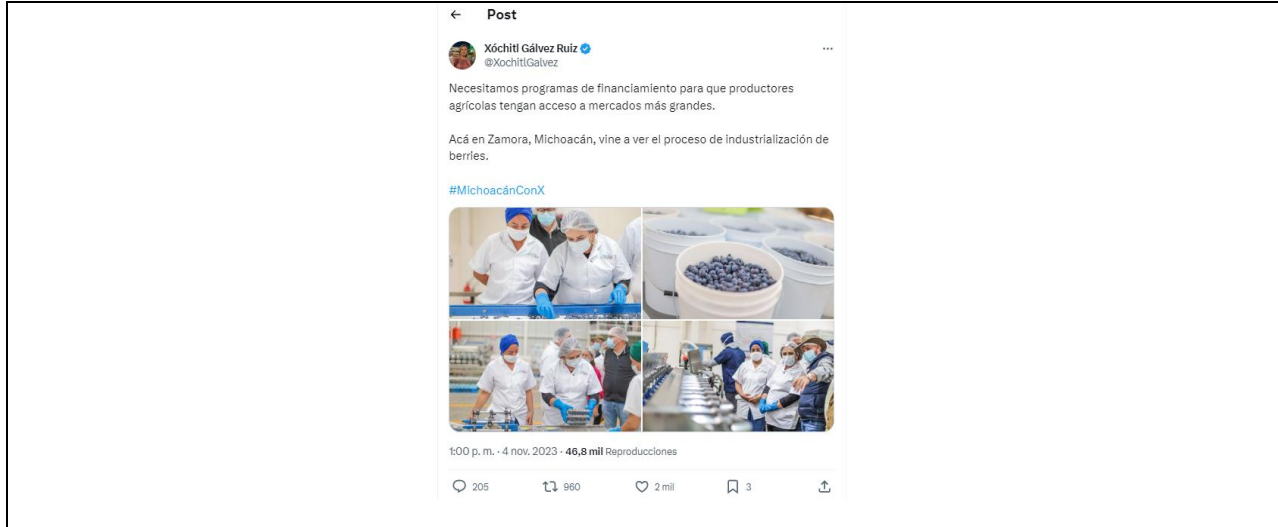 Post
Xóchitl Gálvez Ruiz
@XochitlGalvez
Necesitamos programas de financiamiento para que productores
agrícolas tengan acceso a mercados más grandes.
Acá en Zamora, Michoacán, vine a ver el proceso de industrialización de
berries.
#MichoacánConX
1:00 p. m. · 4 nov. 2023 · 46,8 mil Reproducciones
205 960 2 mil 3